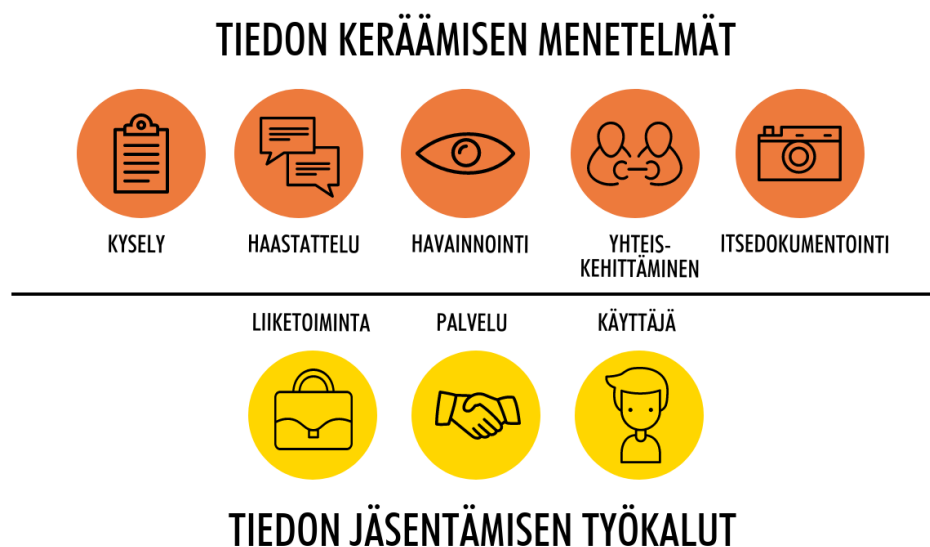 TIEDON KERÄÄMISEN MENETELMÄT
KYSELY
HAASTATTELU
HAVAINNOINTI
YHTEIS-
KEHITTÄMINEN
ITSEDOKUMENTOINTI
LIIKETOIMINTA
PALVELU
KÄYTTÄJÄ
TIEDON JÄSENTÄMISEN TYÖKALUT